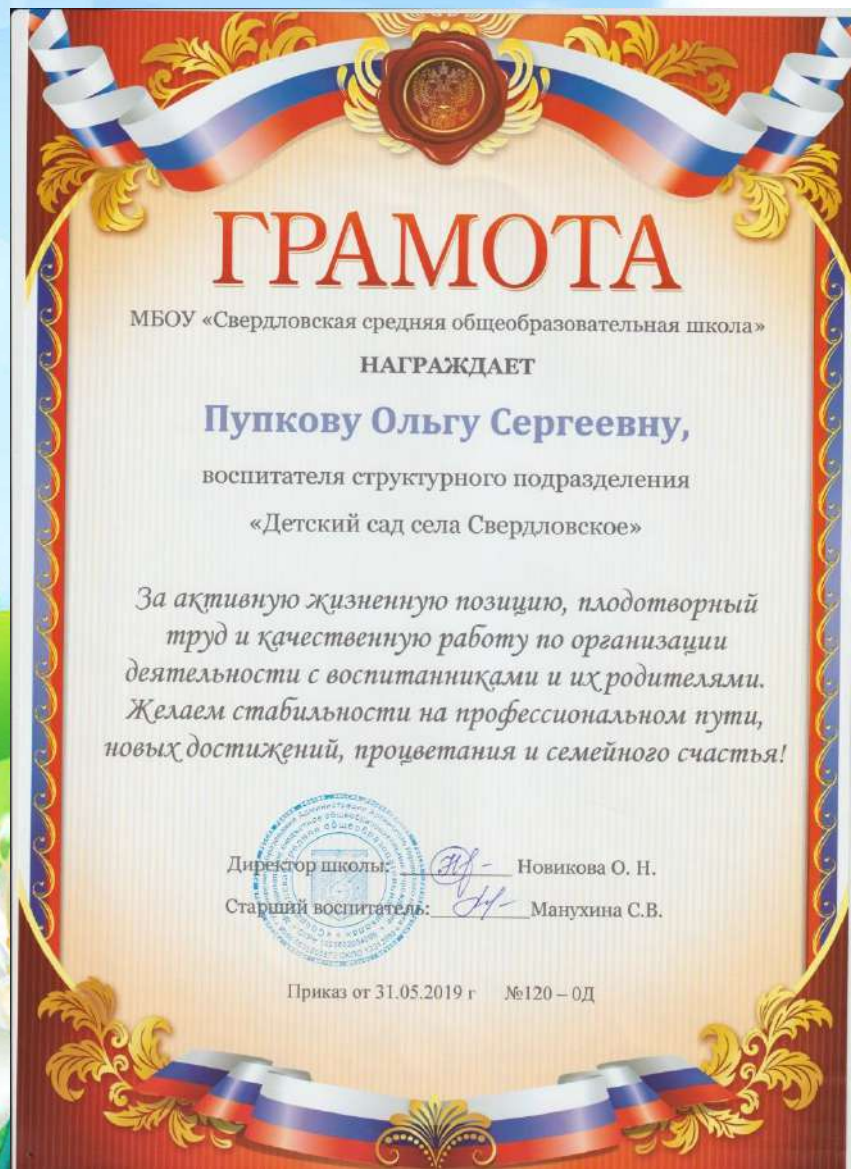 ГРАМОТА
МБОУ «Свердловская средняя общеобразовательная школа»
НАГРАЖДАЕТ
Пупкову Ольгу Сергеевну,
воспитателя структурного подразделения
«Детский сад села Свердловское»
За активную жизненную позицию, плодотворный
труд и качественную работу по организации
деятельности с воспитанниками и их родителями.
Желаем стабильности на профессиональном пути,
новых достижений, процветания и семейного счастья!
Директор школы: Новикова О. Н.
Старший воспитатель: Манухина С.В.
Приказ от 31.05.2019 г №120 – 0Д